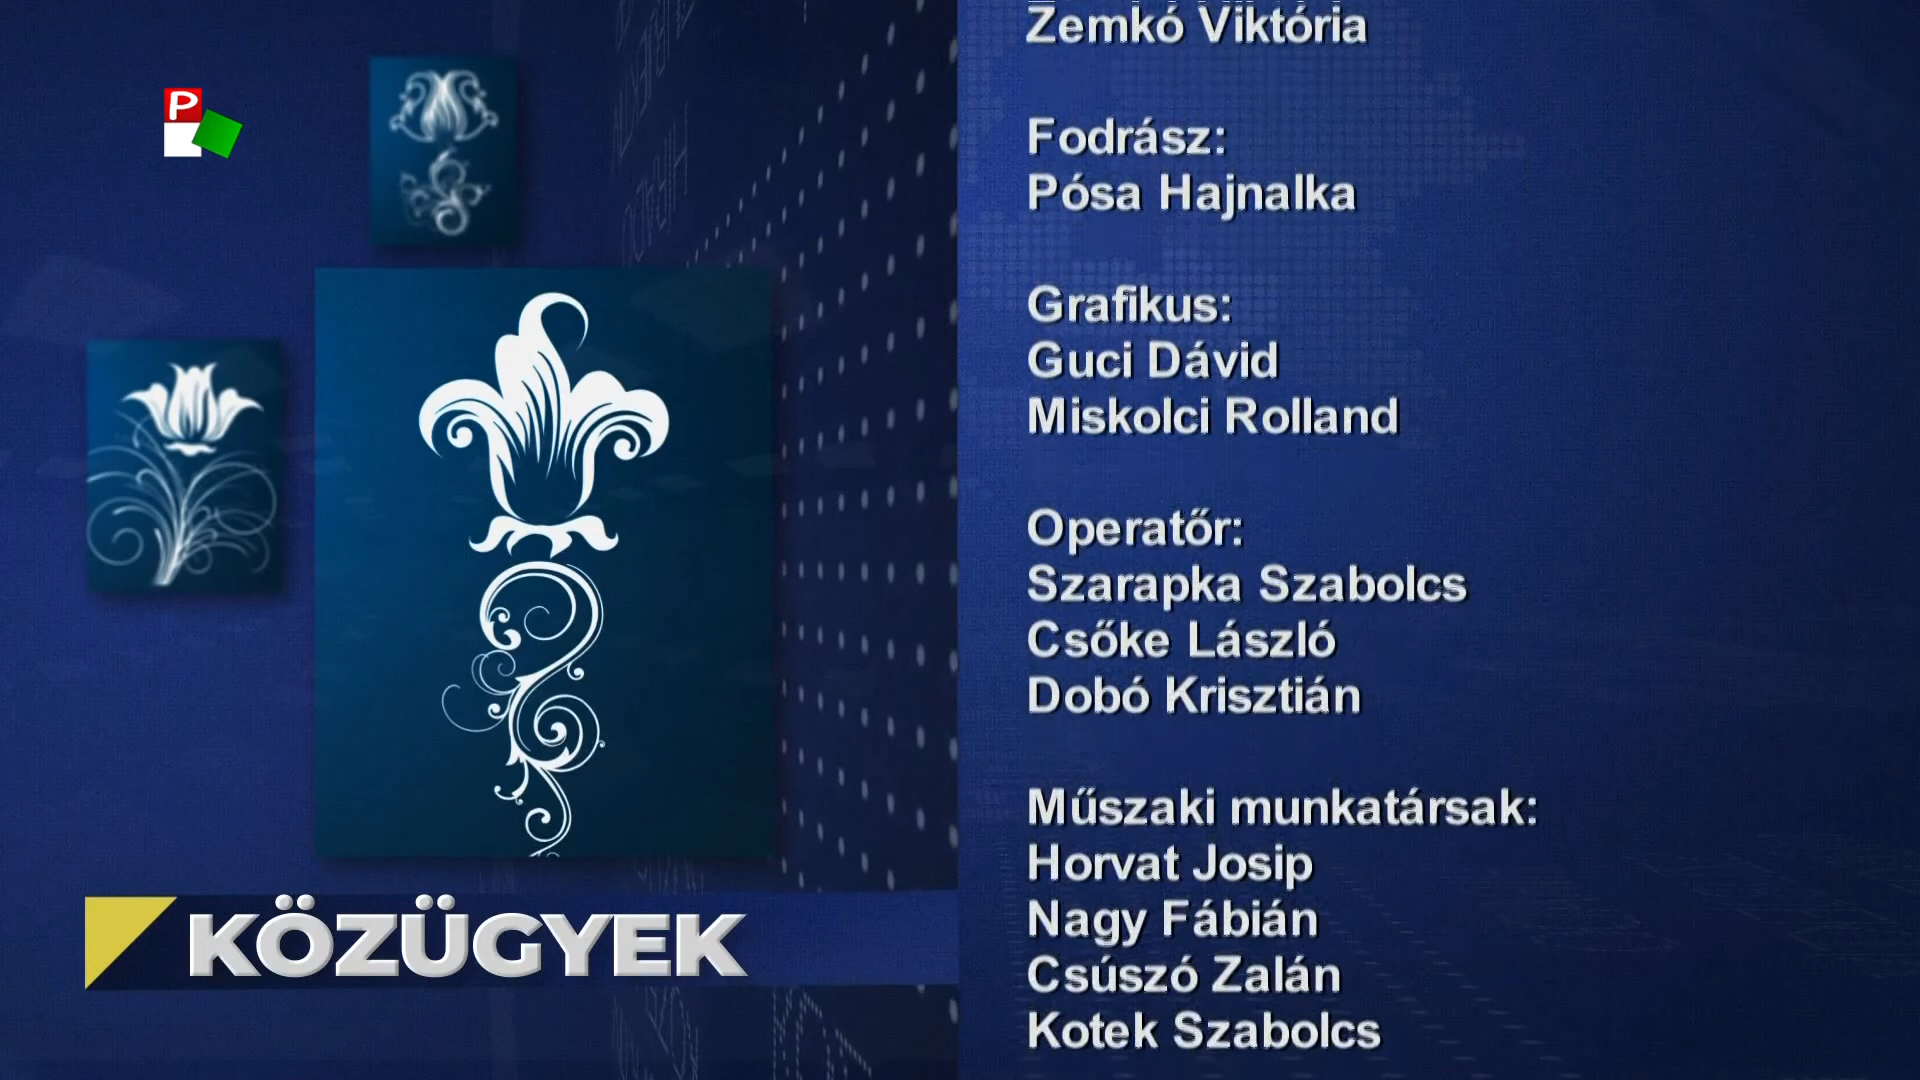 P
KÖZÜGYEK
Zemkó Viktória
Fodrász:
Pósa Hajnalka
Grafikus:
Guci Dávid
Miskolci Rolland
Operatőr:
Szarapka Szabolcs
Csőke László
Dobó Krisztián
Műszaki munkatársak:
Horvat Josip
Nagy Fábián
Csúszó Zalán
Kotek Szabolcs